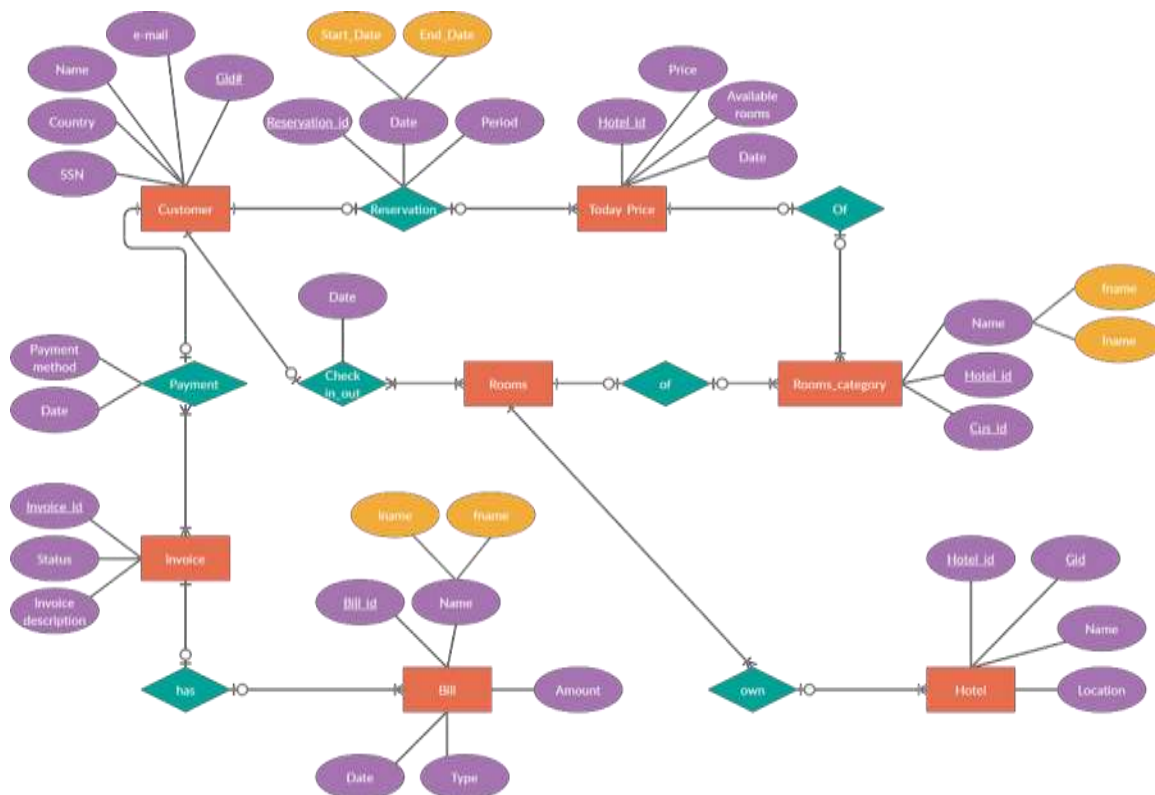 e-mail
Start_Date
End_Date
Name
GId#
Price
Country
Reservation_id
Date
Period
Hotel_id
Available
rooms
SSN
Date
Customer
Reservation
Today Price
Of
Date
fname
Name
lname
Payment
method
Payment
Check
in_out
Rooms
of
Rooms_category
Hotel_id
Date
Cus_id
Invoice_id
lname
fname
Status
Invoice
Hotel_id
Gid
Invoice
description
Bill_id
Name
Name
has
Bill
Amount
own
Hotel
Location
Date
Type